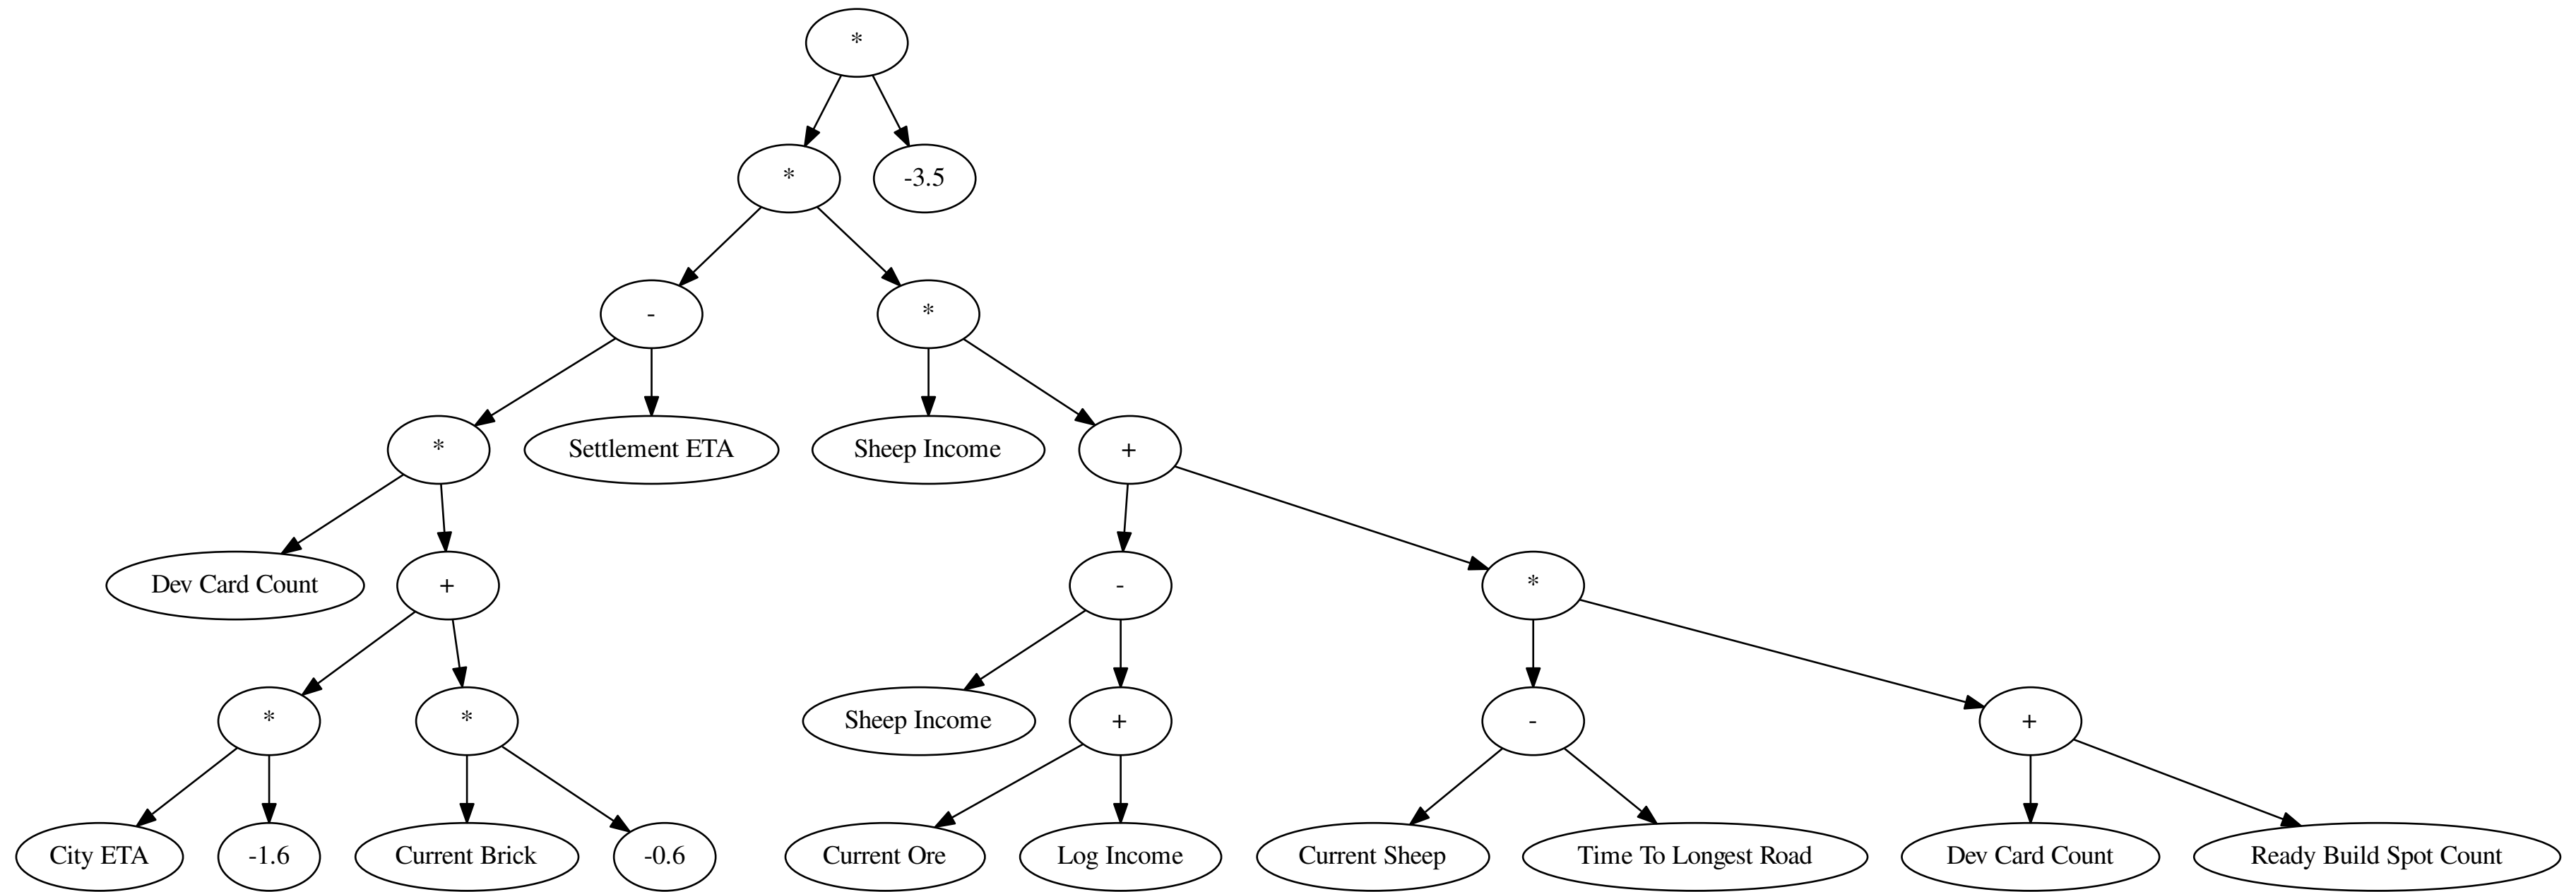 *
*
-3.5
-
*
*
Settlement ETA
Sheep Income
+
Dev Card Count
+
-
*
*
*
Sheep Income
+
-
+
City ETA
-1.6
Current Brick
-0.6
Current Ore
Log Income
Current Sheep
Time To Longest Road
Dev Card Count
Ready Build Spot Count